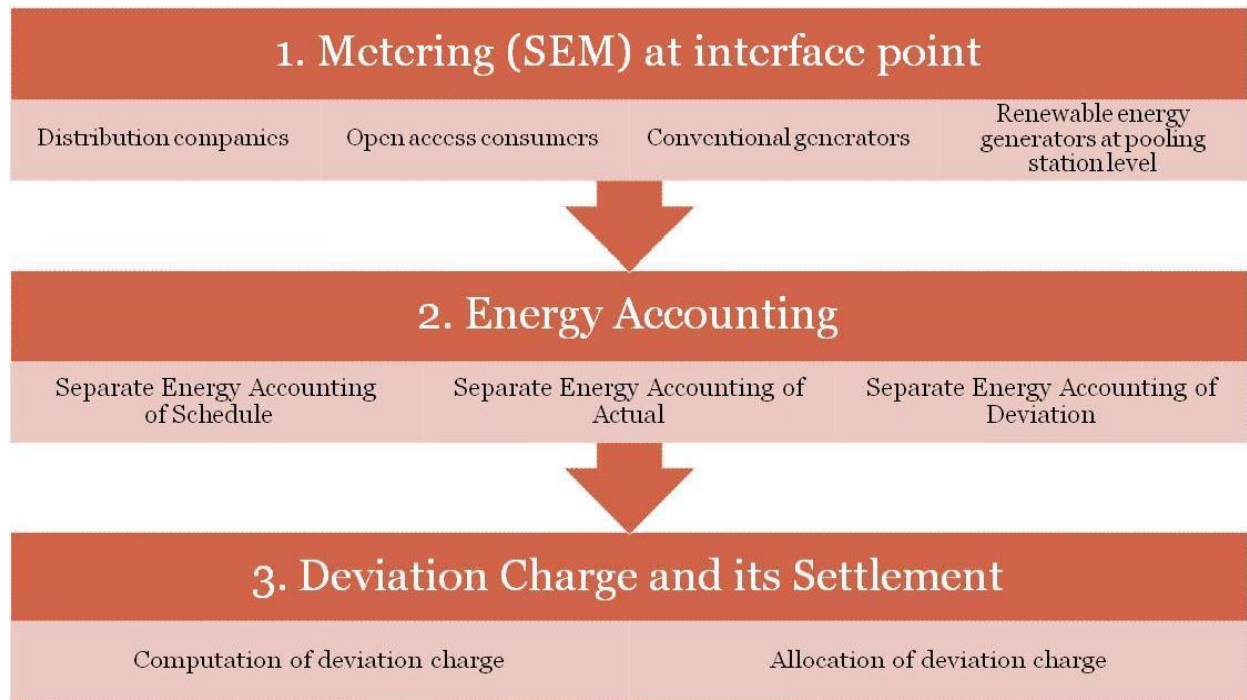 1. Metering (SEM) at interface point
Distribution companies
Open access consumers
Conventional generators
Renewable energy
generators at pooling
station level
2. Energy Accounting
Separate Energy Accounting
of Schedule
Separate Energy Accounting of
Actual
Separate Energy Accounting of
Deviation
3. Deviation Charge and its Settlement
Computation of deviation charge
Allocation of deviation charge